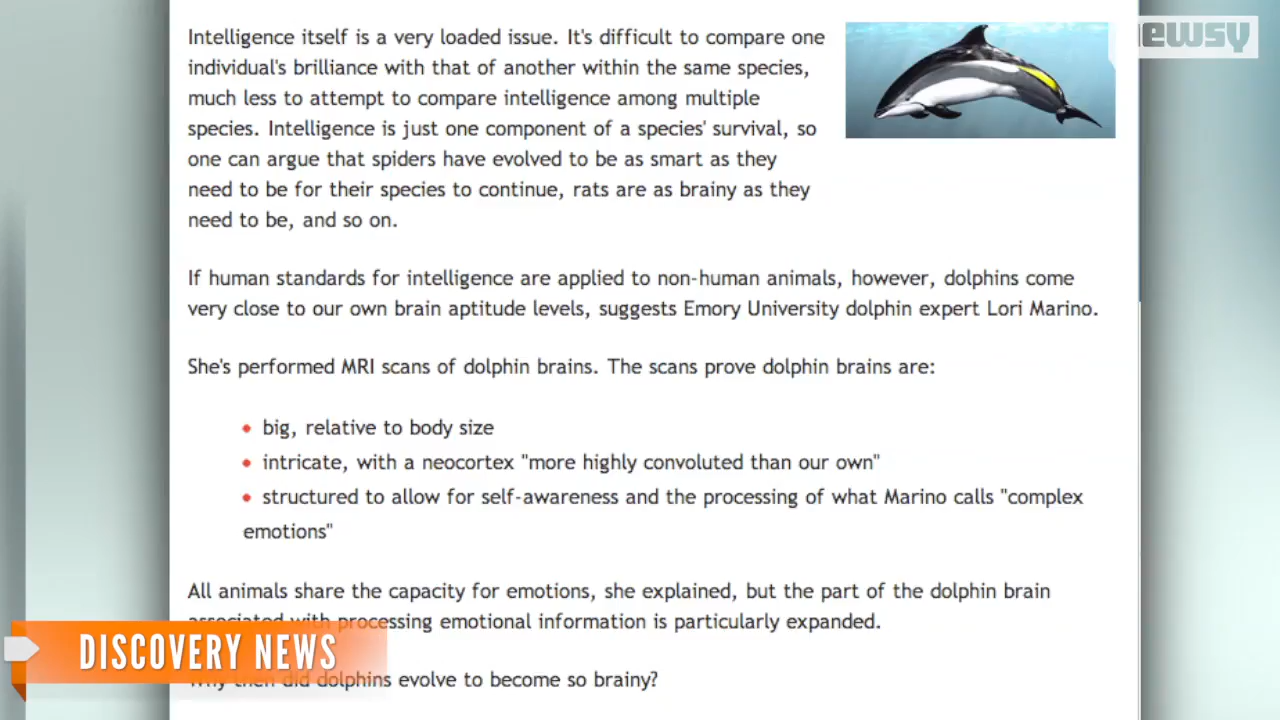 newsy
Intelligence itself is a very loaded issue. It's difficult to compare one
individual's brilliance with that of another within the same species,
much less to attempt to compare intelligence among multiple
species. Intelligence is just one component of a species' survival, so
one can argue that spiders have evolved to be as smart as they
need to be for their species to continue, rats are as brainy as they
need to be, and so on.
If human standards for intelligence are applied to non-human animals, however, dolphins come
very close to our own brain aptitude levels, suggests Emory University dolphin expert Lori Marino.
She's performed MRI scans of dolphin brains. The scans prove dolphin brains are:
• big, relative to body size
• intricate, with a neocortex "more highly convoluted than our own"
• structured to allow for self-awareness and the processing of what Marino calls "complex
emotions"
All animals share the capacity for emotions, she explained, but the part of the dolphin brain
associated with processing emotional information is particularly expanded.
DISCOVERY NEWS
Why then did dolphins evolve to become so brainy?